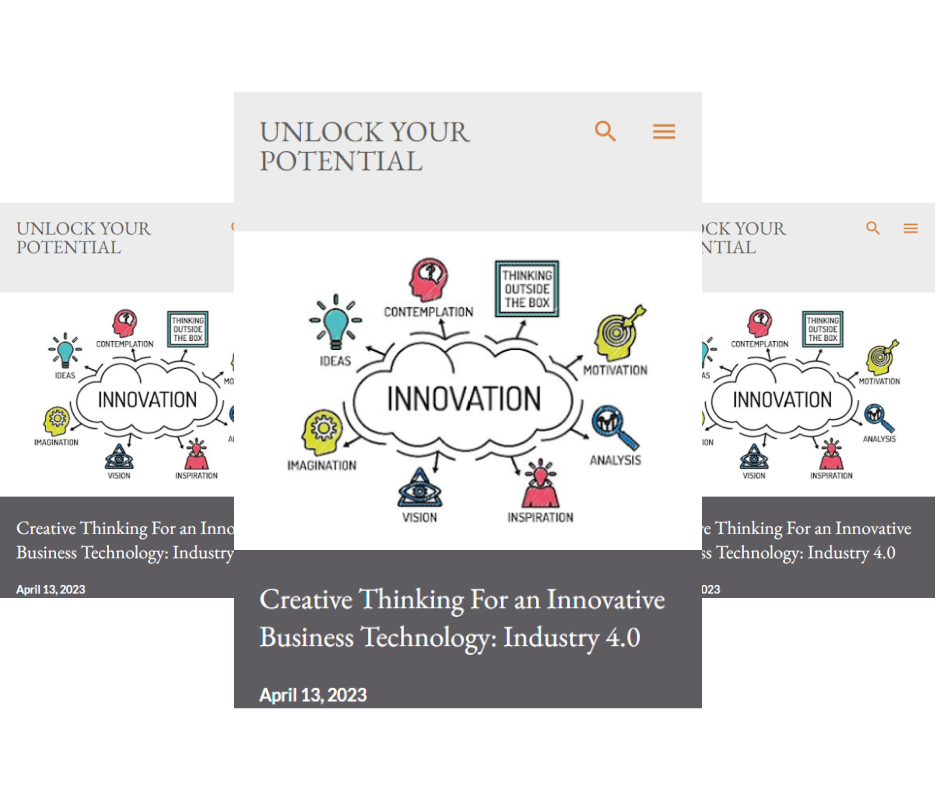 UNLOCK YOUR
POTENTIAL
CONTEMPLATION
THINKING
OUTSIDE
THE BOX
IDEAS
MO
INNOVATION
IMAGINATION
VISION
INSPIRATION
Creative Thinking For an Inno
Business Technology: Industry
April 13, 2023
UNLOCK YOUR
POTENTIAL
CONTEMPLATION
THINKING
OUTSIDE
THE BOX
IDEAS
MOTIVATION
INNOVATION
IMAGINATION
ANALYSIS
VISION
INSPIRATION
Creative Thinking For an Innovative
Business Technology: Industry 4.0
April 13, 2023
OCK YOUR
NTIAL
CONTEMPLATION
THINKING
OUTSIDE
THE BOX
AS
MOTIVATION
INNOVATION
ION
ANALYSIS
VISION
INSPIRATION
ve Thinking For an Innovative
ss Technology: Industry 4.0
023